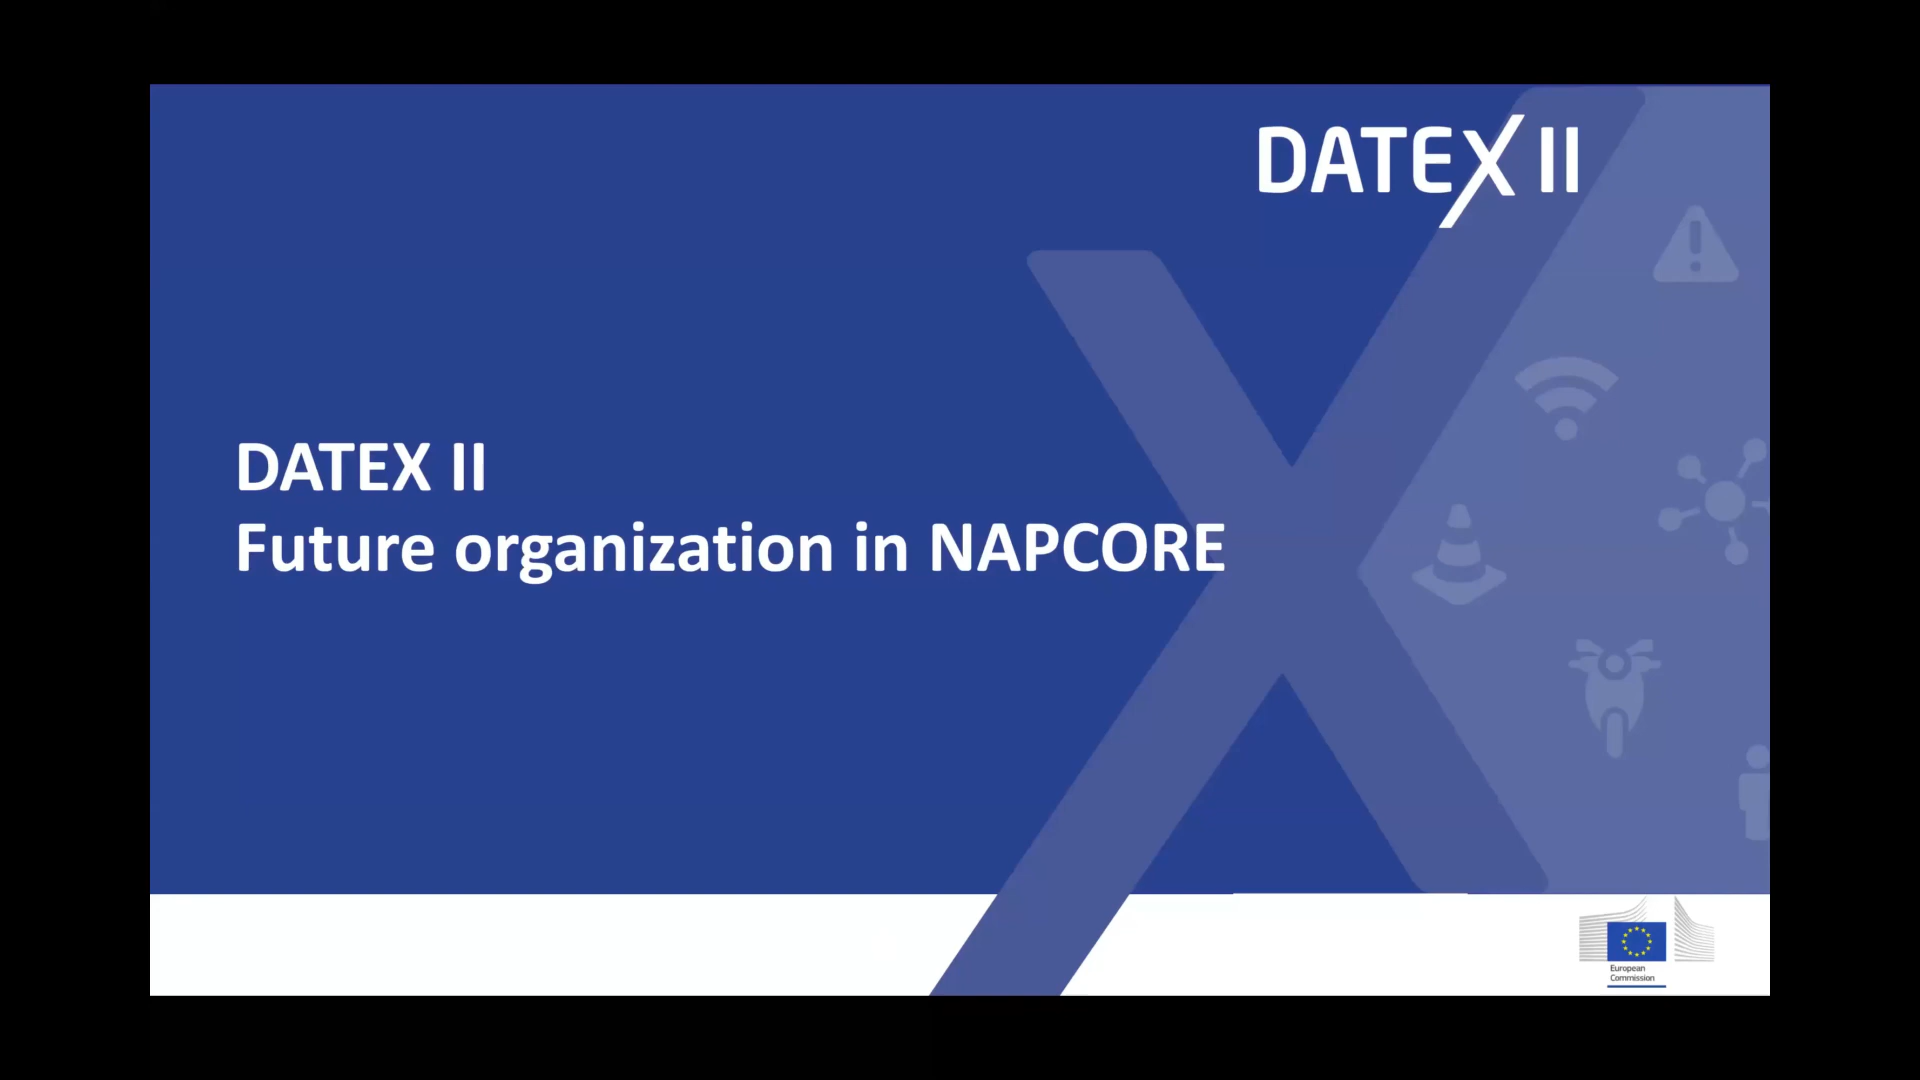 DATEX II
DATEX II
Future organization in NAPCORE
European
Commission